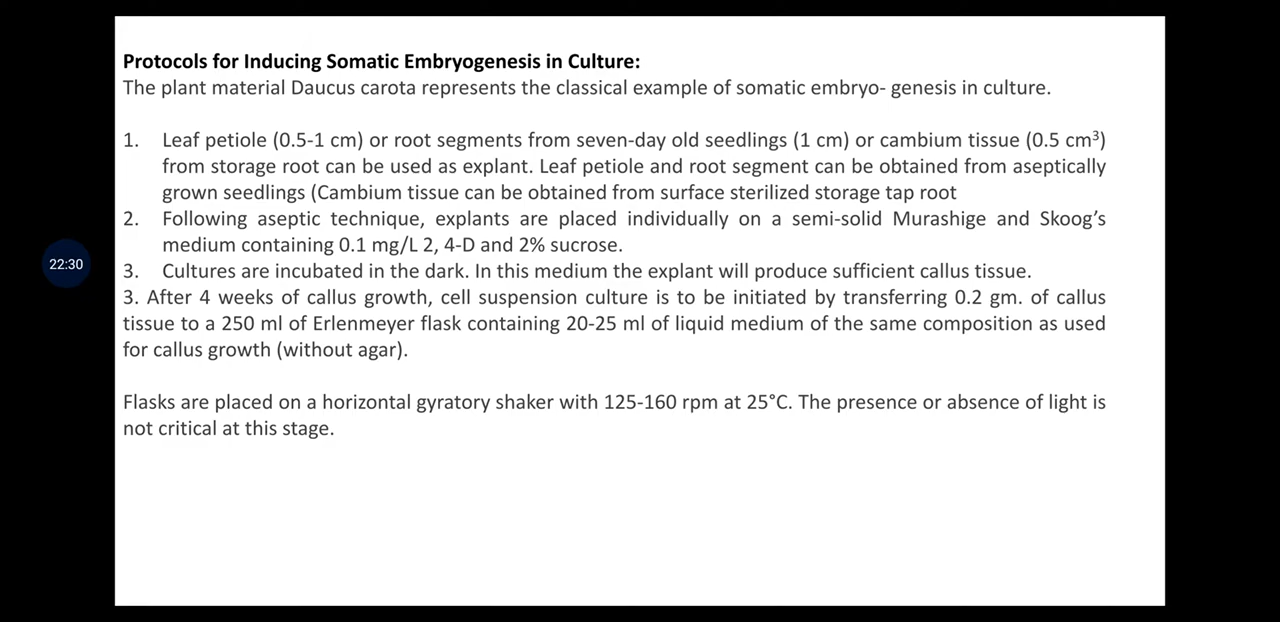 Protocols for Inducing Somatic Embryogenesis in Culture:
The plant material Daucus carota represents the classical example of somatic embryo- genesis in culture.
1. Leaf petiole (0.5-1 cm) or root segments from seven-day old seedlings (1 cm) or cambium tissue (0.5 cm³)
from storage root can be used as explant. Leaf petiole and root segment can be obtained from aseptically
grown seedlings (Cambium tissue can be obtained from surface sterilized storage tap root
2. Following aseptic technique, explants are placed individually on a semi-solid Murashige and Skoog's
medium containing 0.1 mg/L 2, 4-D and 2% sucrose.
22:30
3. Cultures are incubated in the dark. In this medium the explant will produce sufficient callus tissue.
3. After 4 weeks of callus growth, cell suspension culture is to be initiated by transferring 0.2 gm. of callus
tissue to a 250 ml of Erlenmeyer flask containing 20-25 ml of liquid medium of the same composition as used
for callus growth (without agar).
Flasks are placed on a horizontal gyratory shaker with 125-160 rpm at 25°C. The presence or absence of light is
not critical at this stage.